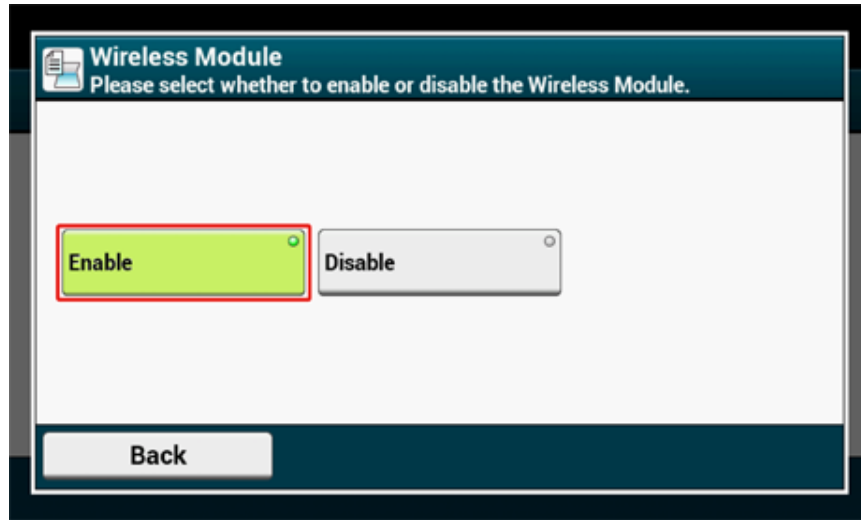 Wireless Module
Please select whether to enable or disable the Wireless Module.
Enable
Disable
Back